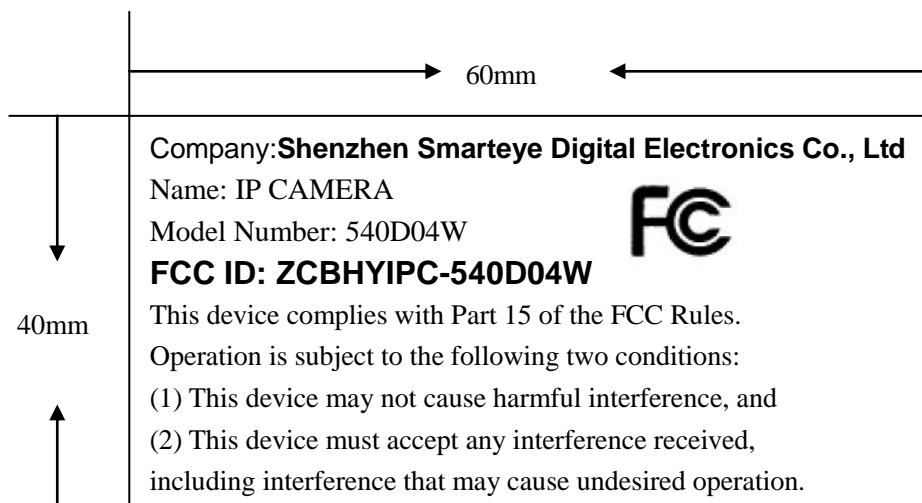 60mm
Company:Shenzhen Smarteye Digital Electronics Co., Ltd
Name: IP CAMERA
FC
Model Number: 540D04W
FCC ID: ZCBHYIPC-540D04W
This device complies with Part 15 of the FCC Rules.
40mm
Operation is subject to the following two conditions:
(1) This device may not cause harmful interference, and
(2) This device must accept any interference received,
including interference that may cause undesired operation.